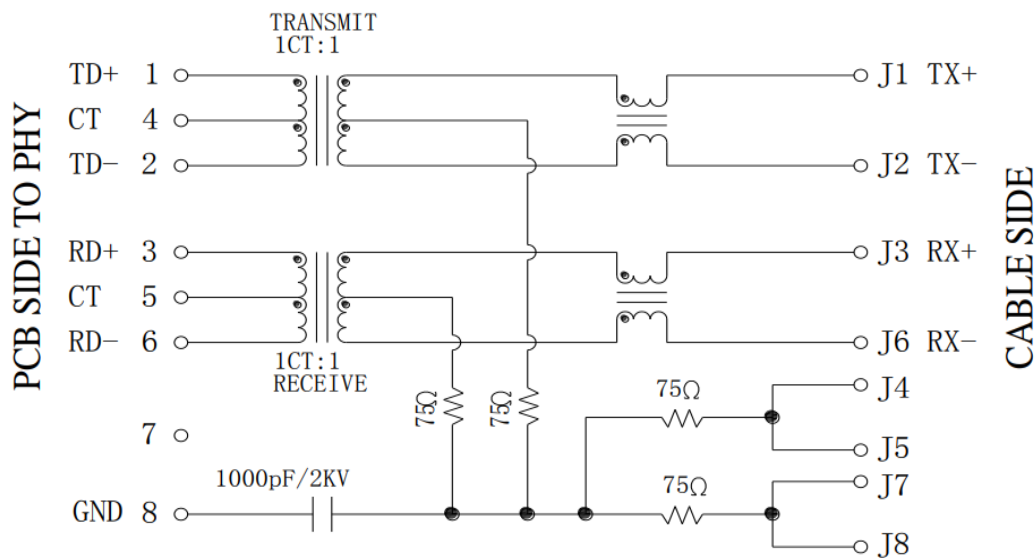 TRANSMIT
1CT:1
TD+ 1
CT 4
TD- 2
J1 TX+
J2 TX-
PCB SIDE TO PHY
CABLE SIDE
RD+ 3
CT 5
RD- 6
J3 RX+
J6 RX-
1CT:1
RECEIVE
75Ω
75Ω
75Ω
J4
J5
7
1000pF/2KV
GND 8
75Ω
J7
J8